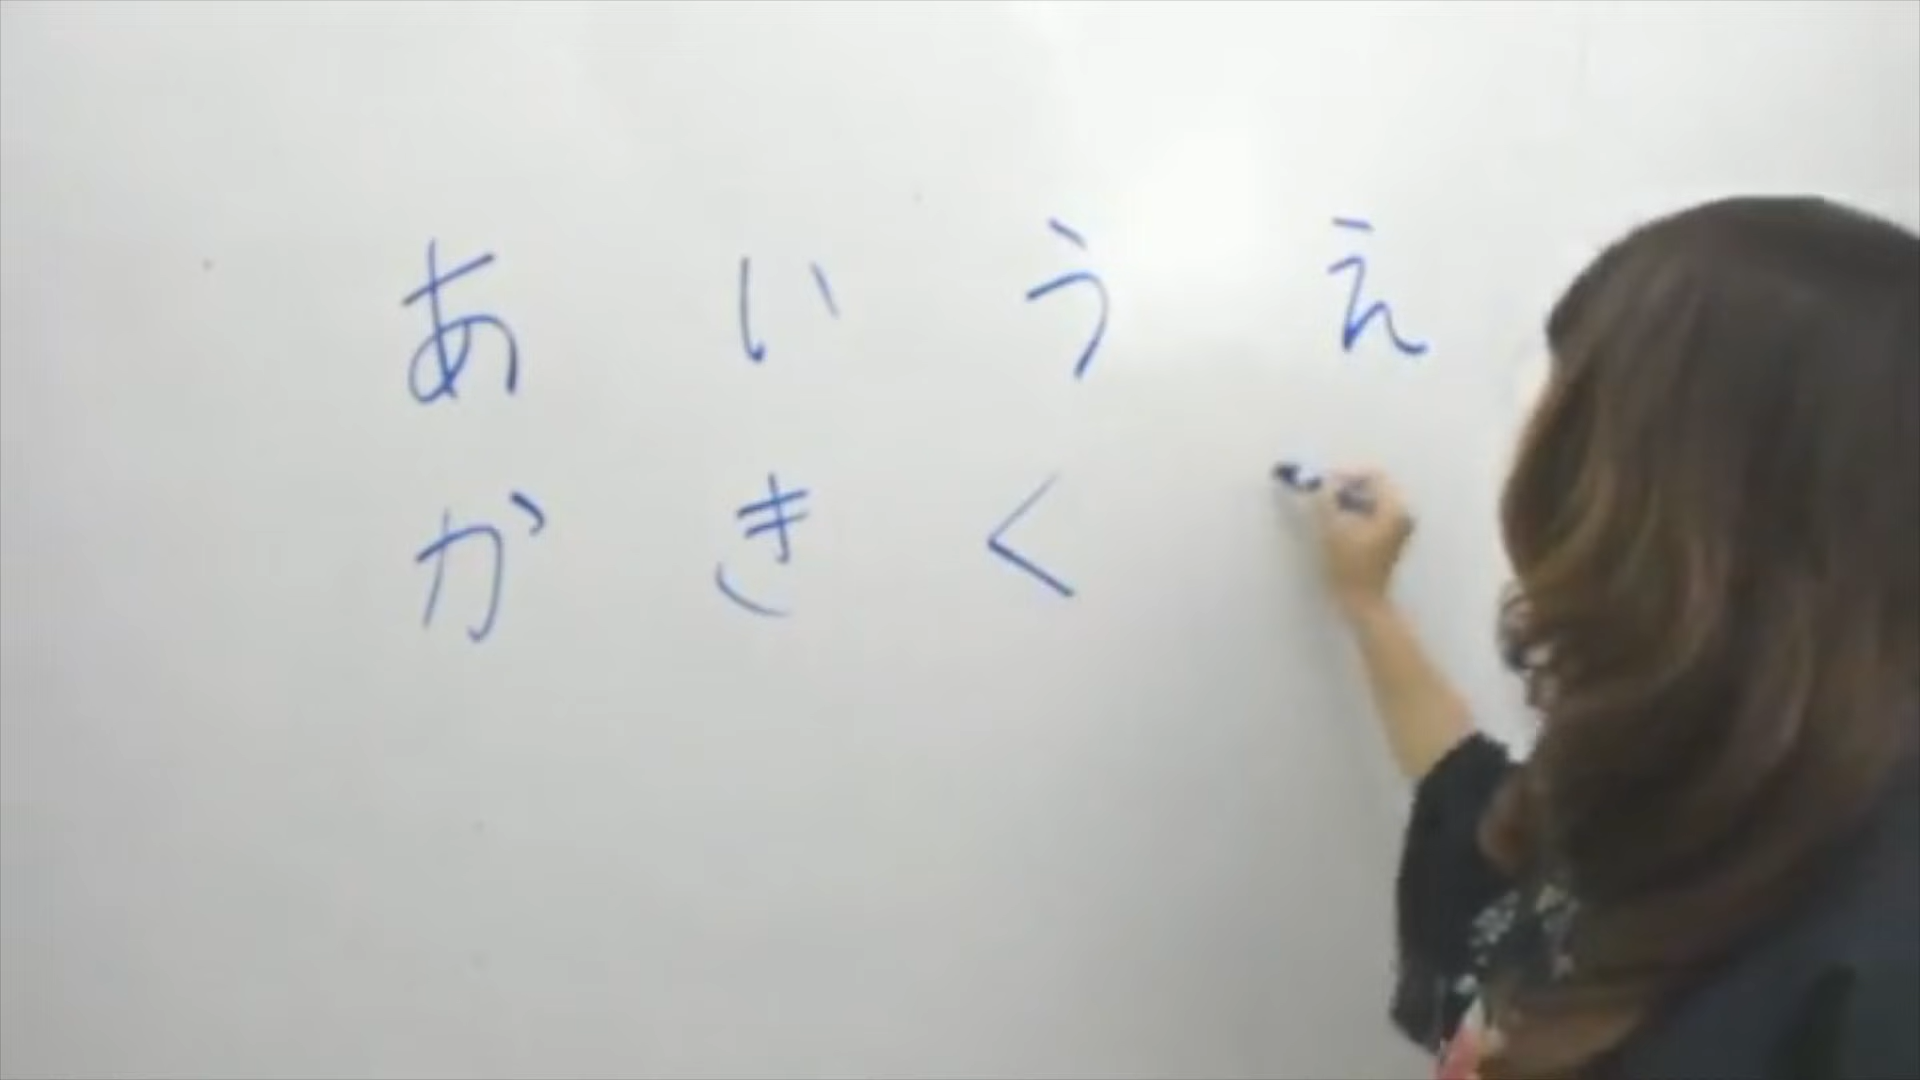 あ い う え
か き く